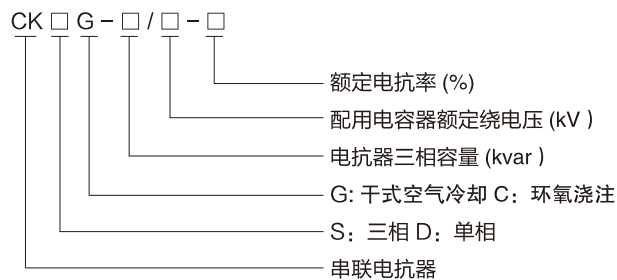 CK□G-□/□-□
额定电抗率 (%)
配用电容器额定绕电压 (kV )
电抗器三相容量 (kvar )
G: 干式空气冷却 C：环氧浇注
S：三相 D：单相
串联电抗器